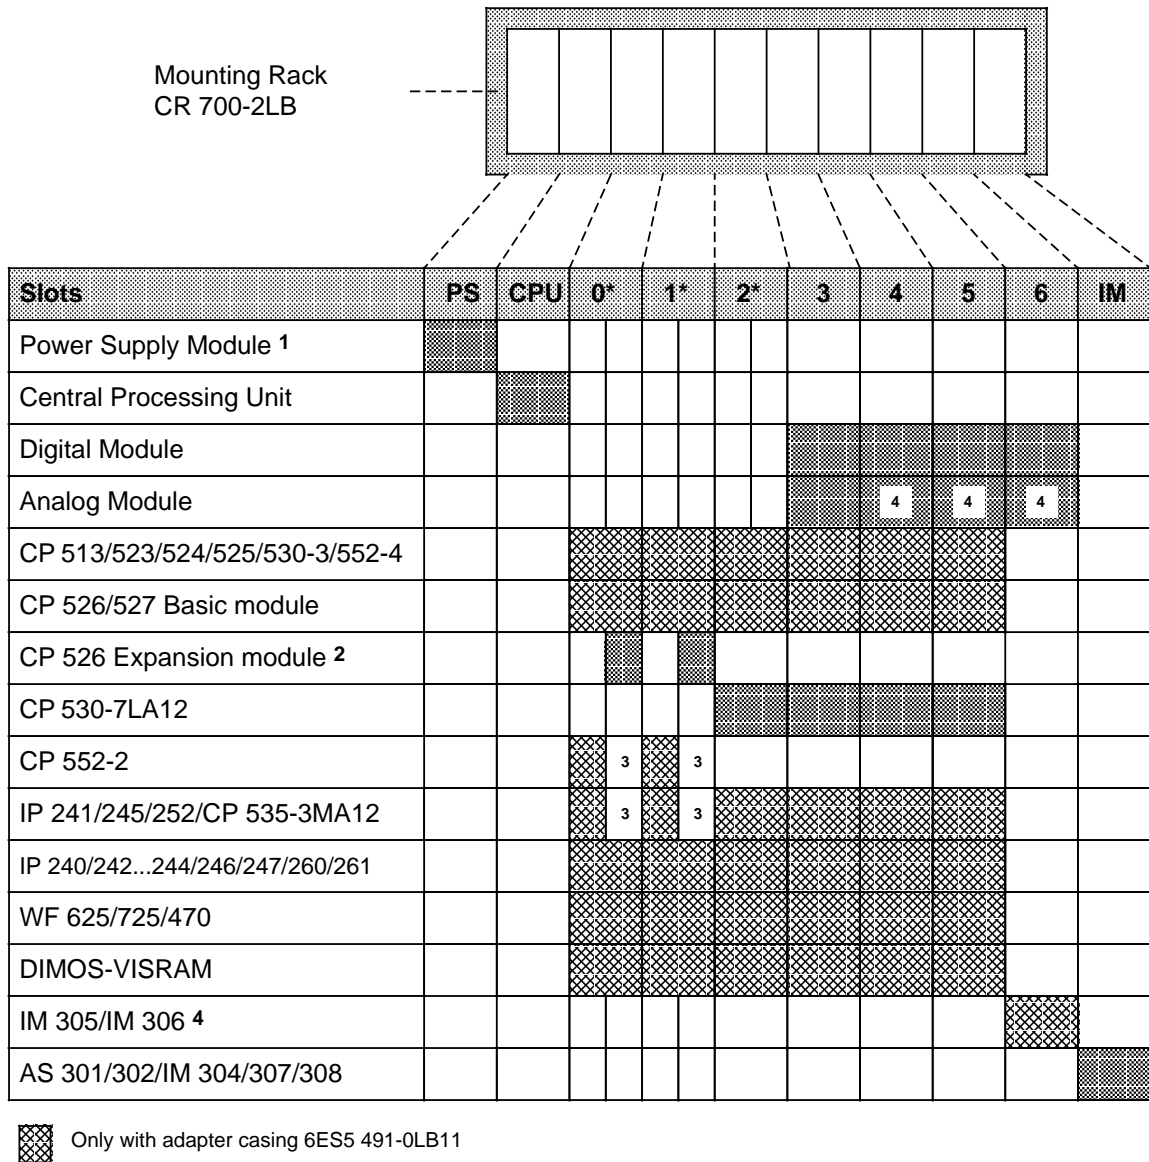 Mounting Rack
CR 700-2LB
Slots PS CPU 0* 1* 2* 3 4 5 6 IM
Power Supply Module 1
Central Processing Unit
Digital Module
Analog Module 4 4 4
CP 513/523/524/525/530-3/552-4
CP 526/527 Basic module
CP 526 Expansion module 2
CP 530-7LA12
CP 552-2 3 3
IP 241/245/252/CP 535-3MA12 3 3
IP 240/242...244/246/247/260/261
WF 625/725/470
DIMOS-VISRAM
IM 305/IM 306 4
AS 301/302/IM 304/307/308
Only with adapter casing 6ES5 491-0LB11